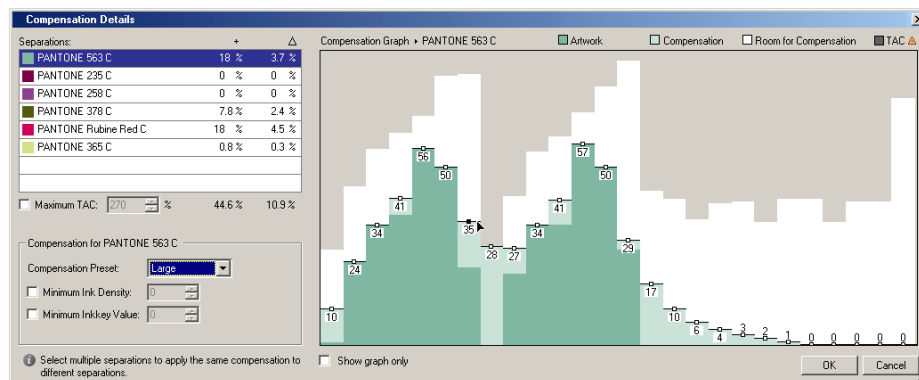 Compensation Details
Separations: + △
PANTONE 563 C 18 % 3.7 %
PANTONE 235 C 0 % 0 %
PANTONE 258 C 0 % 0 %
PANTONE 378 C 7.8 % 2.4 %
PANTONE Rubine Red C 18 % 4.5 %
PANTONE 365 C 0.8 % 0.3 %
Maximum TAC: 270 % 44.6 % 10.9 %
Compensation for PANTONE 563 C
Compensation Preset: Large
Minimum Ink Density: 0
Minimum Inkkey Value: 0
Select multiple separations to apply the same compensation to
different separations.
Compensation Graph ▸ PANTONE 563 C Artwork Compensation Room for Compensation TAC
10 24 34 41 56 50 35 28 27 34 41 57 50 29 17 10 6 4 3 2 1 0 0 0 0 0
Show graph only
OK Cancel